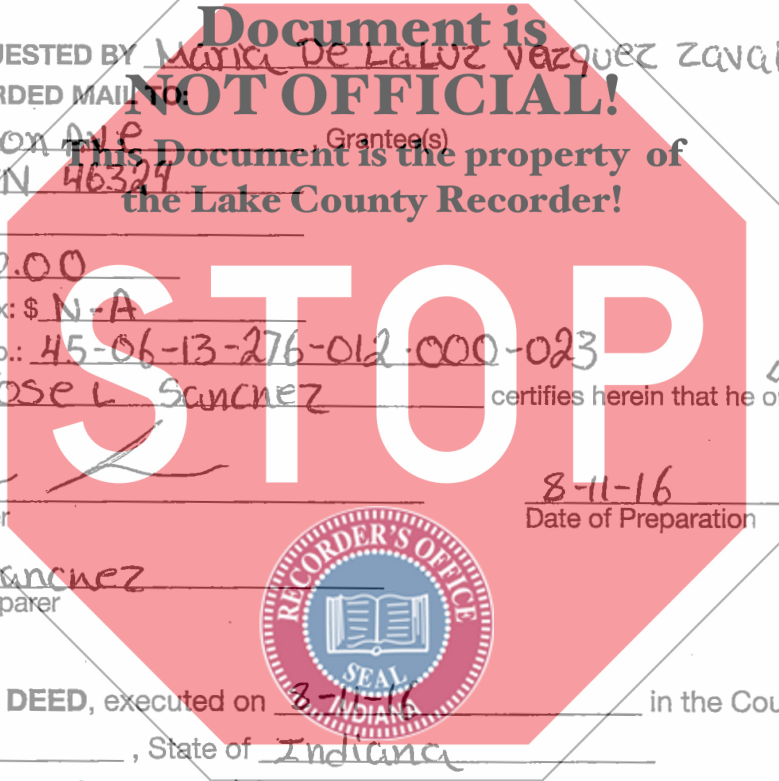 Document is
UESTED BY Maria De La Luz Vazquez Zava
NOT OFFICIAL!
RDED MAIL TO:
on Ave , Grantee(s)
This Document is the property of
N 46324
the Lake County Recorder!
0.00
x: $ N-A
o.: 45-06-13-276-012.000-023
ose L Sanchez certifies herein that he o
STOP
8-11-16
r Date of Preparation
anchez
parer
RECORDER'S OFFICE
SEAL
INDIANA
DEED, executed on 8-11-16 in the Cou
, State of Indiana